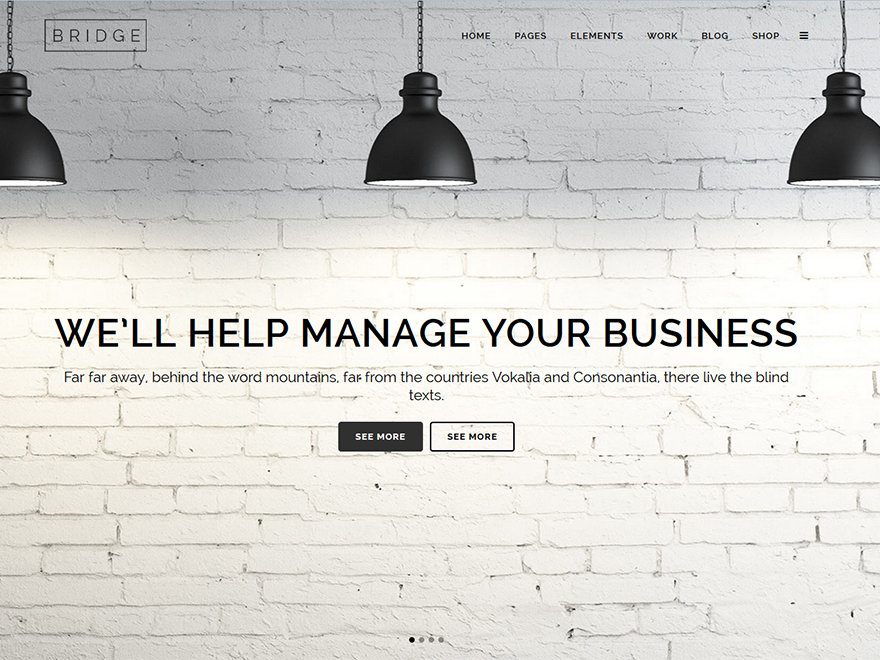 BRIDGE
HOME PAGES ELEMENTS WORK BLOG SHOP
WE'LL HELP MANAGE YOUR BUSINESS
Far far away, behind the word mountains, far from the countries Vokalia and Consonantia, there live the blind
texts.
SEE MORE SEE MORE